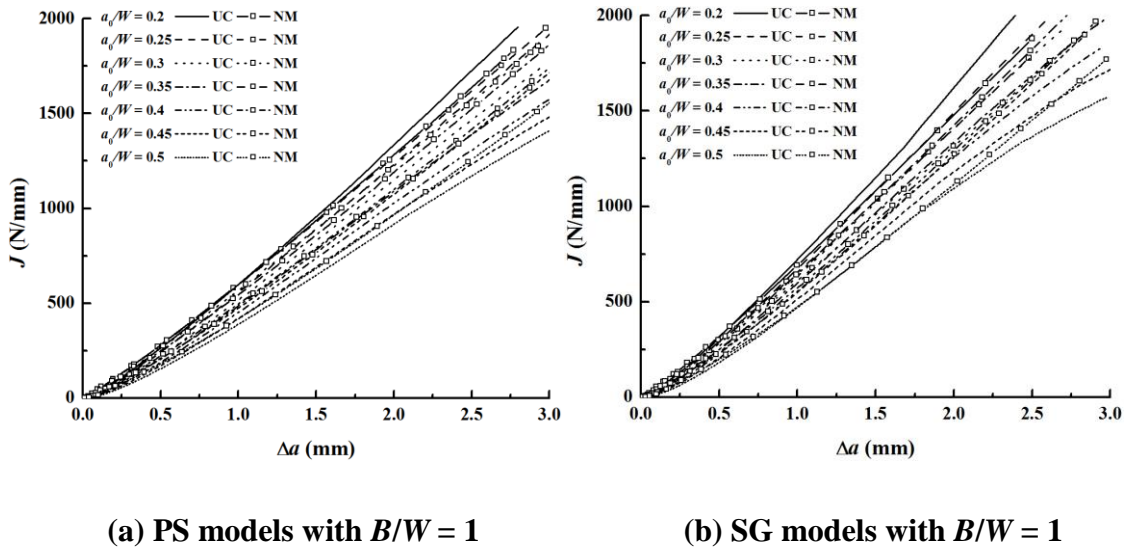 a₀/W = 0.2 UC NM
a₀/W = 0.25 UC NM
a₀/W = 0.3 UC NM
a₀/W = 0.35 UC NM
a₀/W = 0.4 UC NM
a₀/W = 0.45 UC NM
a₀/W = 0.5 UC NM
2000
1500
1000
500
0
J (N/mm)
0.0 0.5 1.0 1.5 2.0 2.5 3.0
Δa (mm)
(a) PS models with B/W = 1
a₀/W = 0.2 UC NM
a₀/W = 0.25 UC NM
a₀/W = 0.3 UC NM
a₀/W = 0.35 UC NM
a₀/W = 0.4 UC NM
a₀/W = 0.45 UC NM
a₀/W = 0.5 UC NM
2000
1500
1000
500
0
J (N/mm)
0.0 0.5 1.0 1.5 2.0 2.5 3.0
Δa (mm)
(b) SG models with B/W = 1